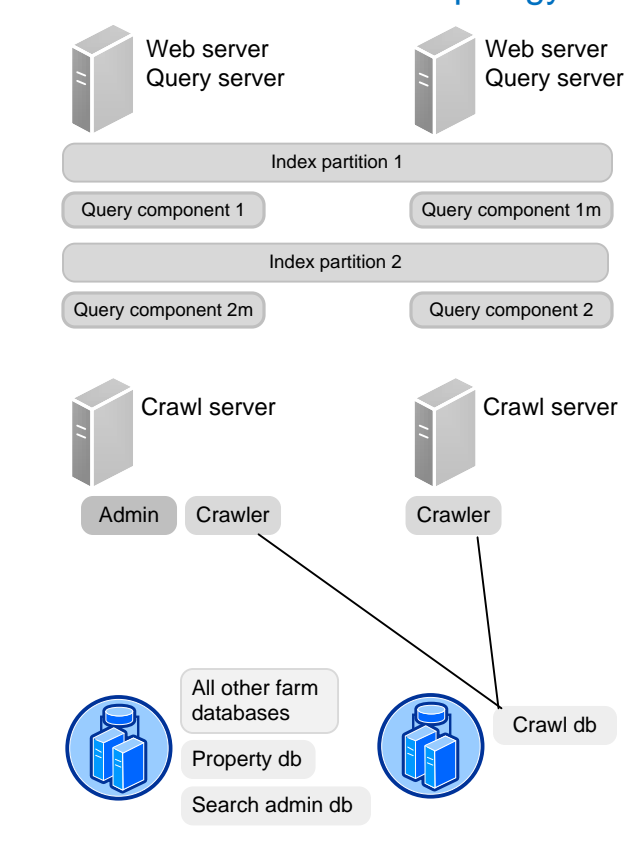 Web server
Query server
Web server
Query server
Index partition 1
Query component 1
Query component 1m
Index partition 2
Query component 2m
Query component 2
Crawl server
Crawl server
Admin
Crawler
Crawler
All other farm
databases
Crawl db
Property db
Search admin db